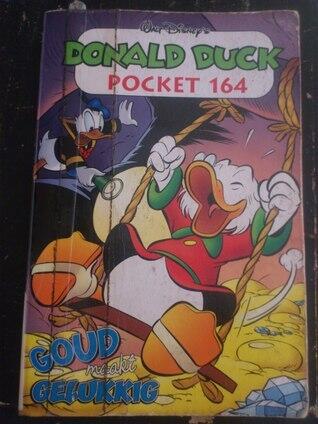 Walt Disney's
DONALD DUCK
POCKET 164
GOUD
maakt
GELUKKIG